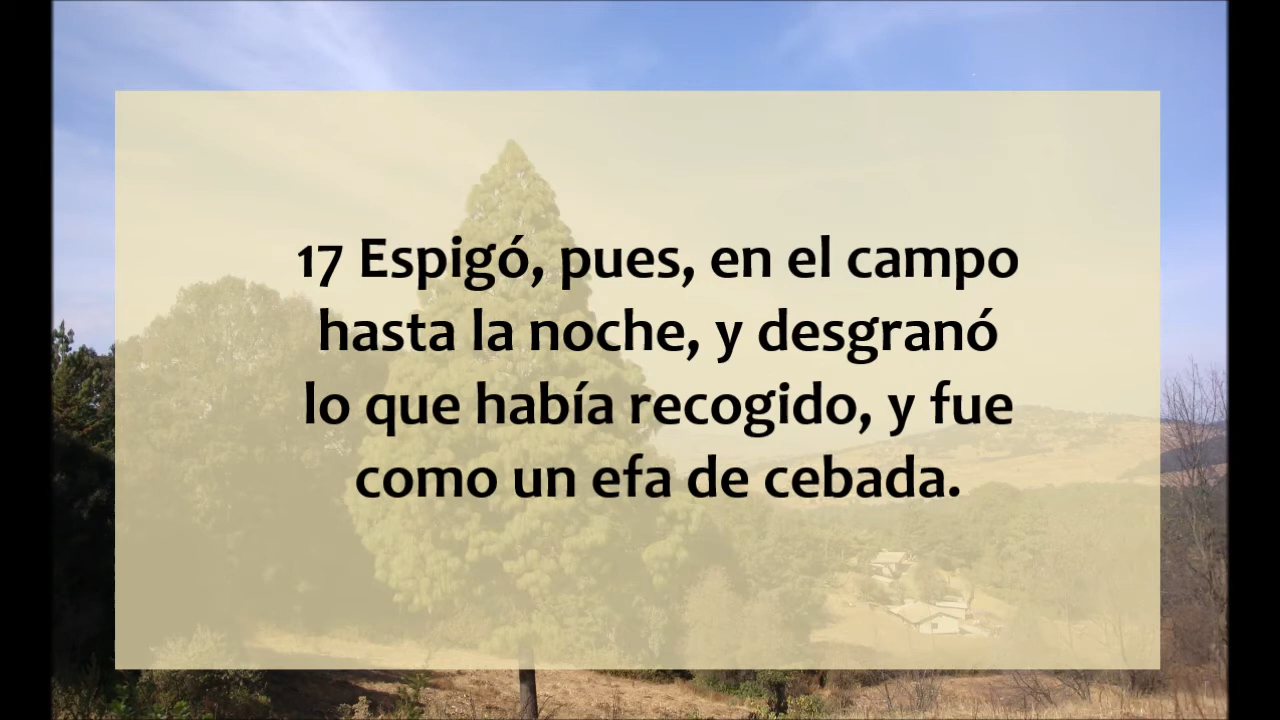 17 Espigó, pues, en el campo
hasta la noche, y desgranó
lo que había recogido, y fue
como un efa de cebada.